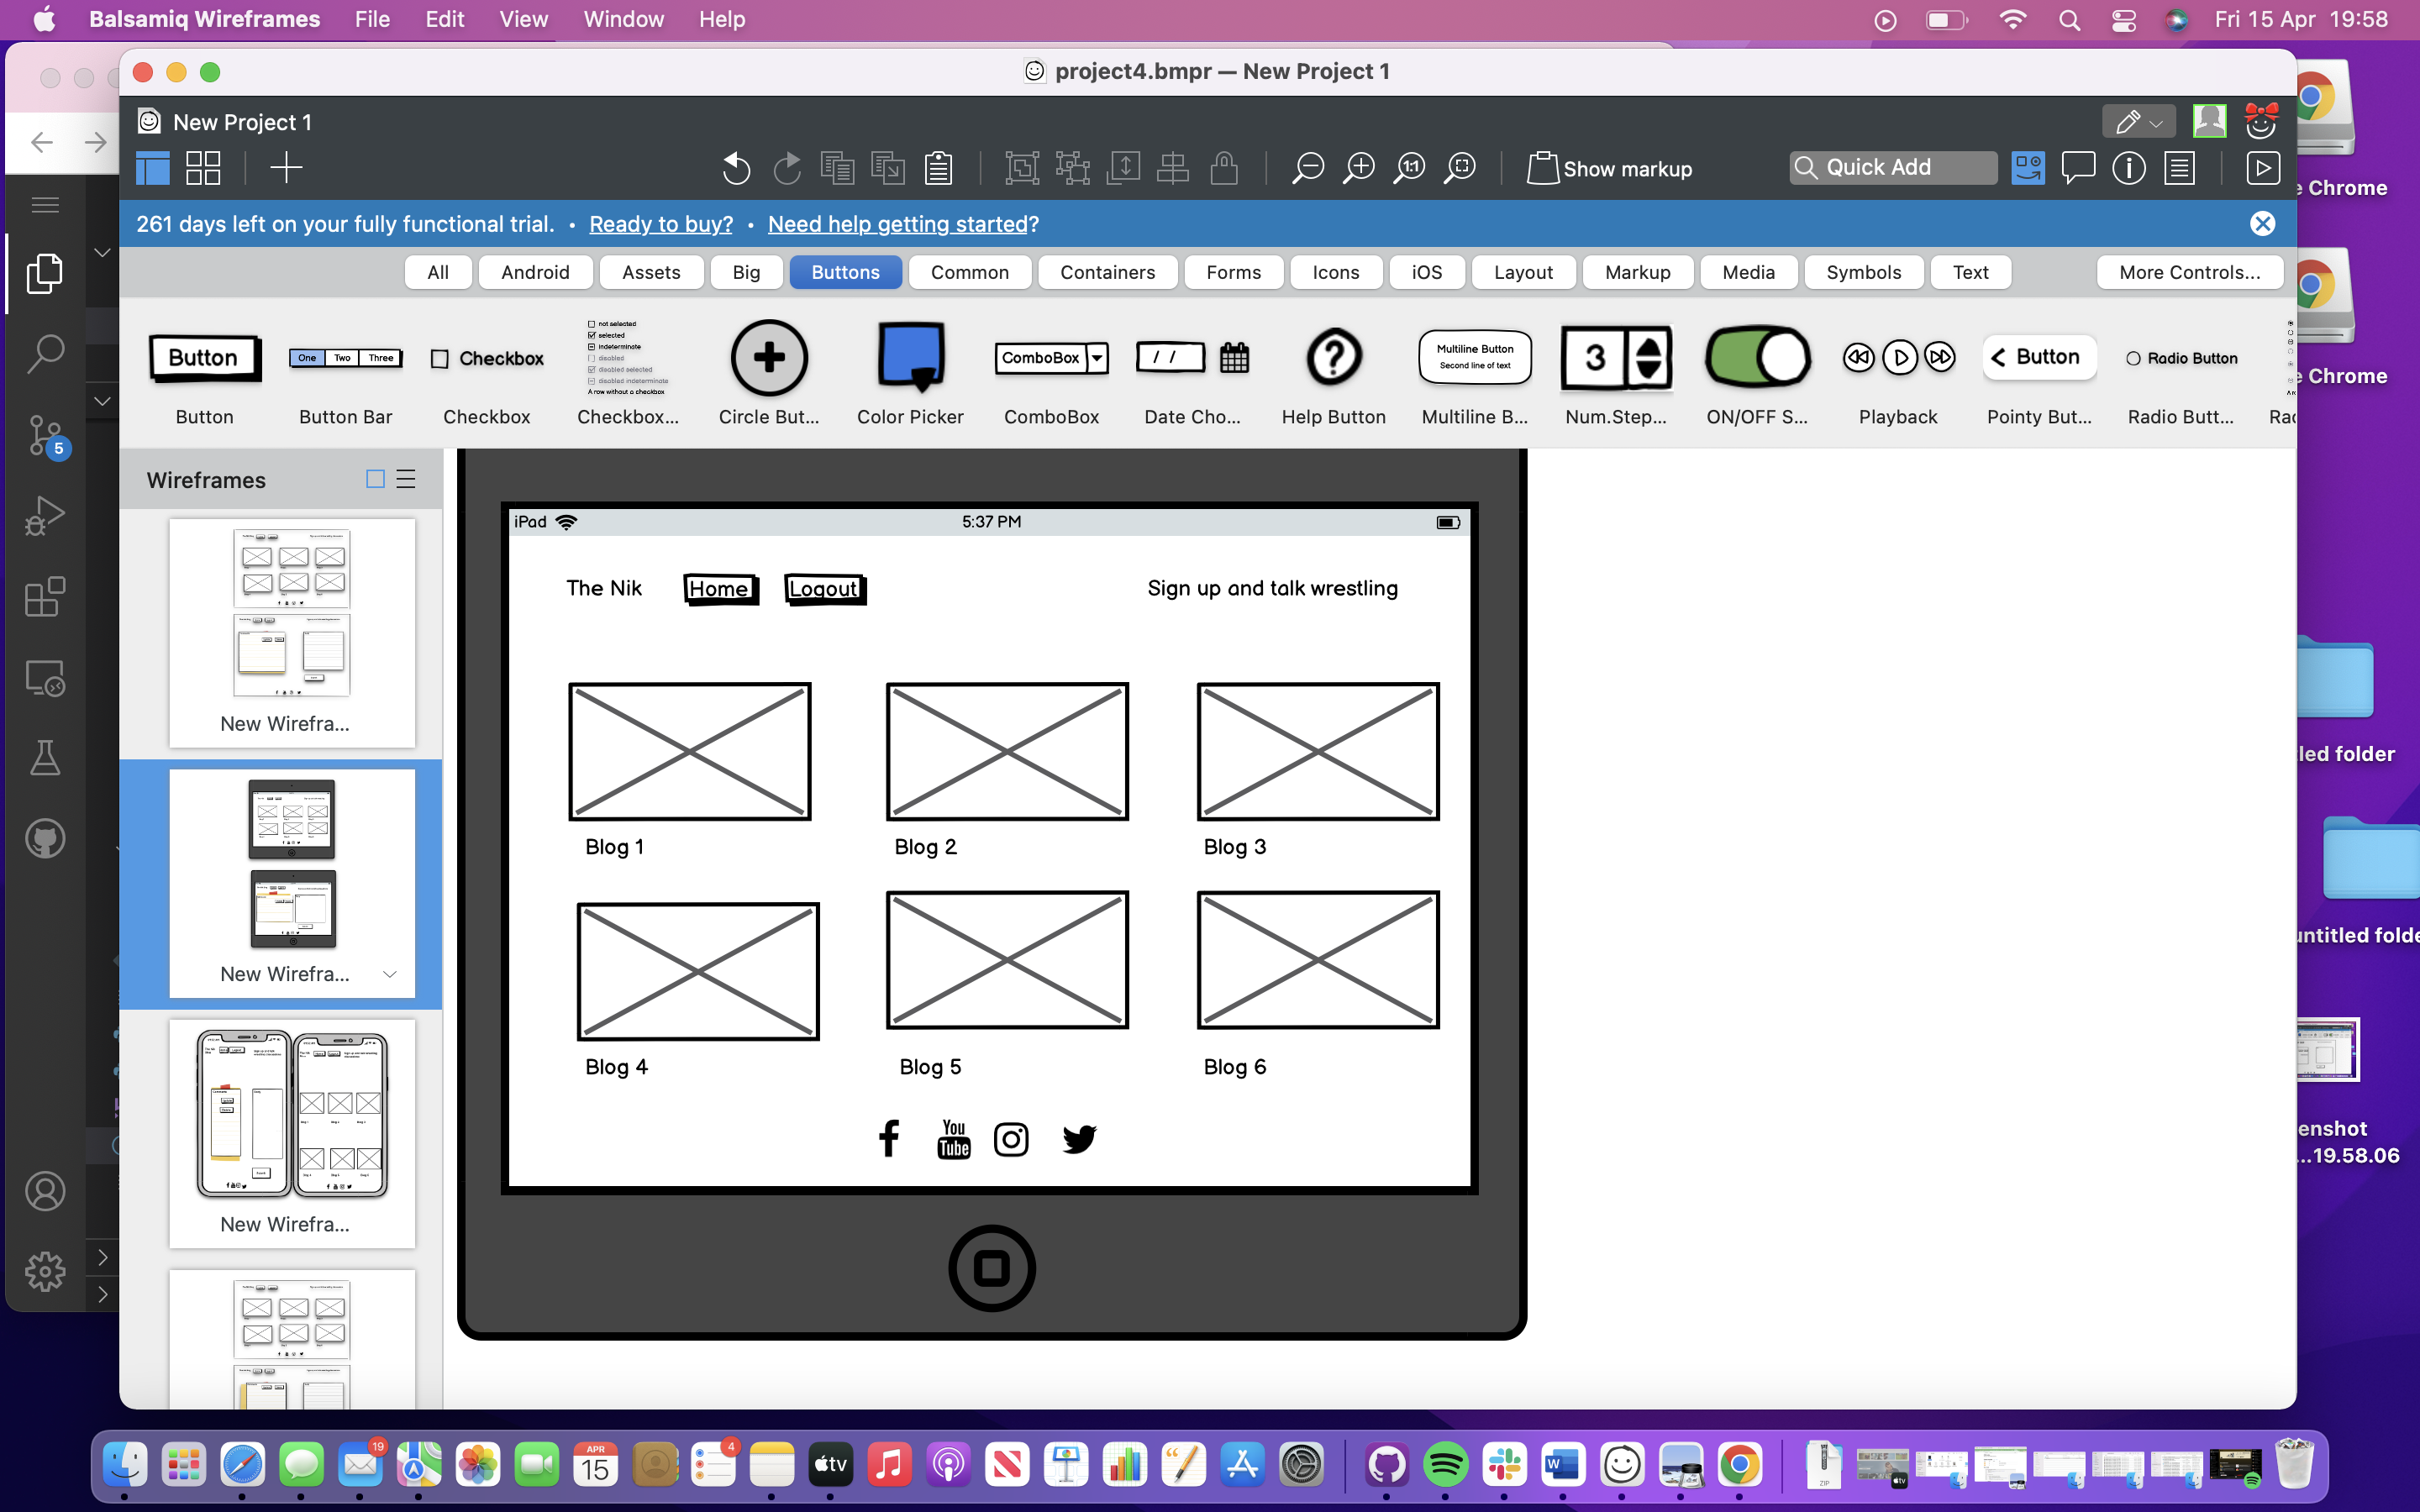 Balsamiq Wireframes File Edit View Window Help Fri 15 Apr 19:58
project4.bmpr — New Project 1
New Project 1
Show markup Quick Add
261 days left on your fully functional trial. • Ready to buy? • Need help getting started?
All Android Assets Big Buttons Common Containers Forms Icons iOS Layout Markup Media Symbols Text More Controls...
Button One Two Three Checkbox
not selected
selected
indeterminate
disabled
disabled selected
disabled indeterminate
A row without a checkbox
ComboBox / / ? Multiline Button
Second line of text
3 Button Radio Button
Button Button Bar Checkbox Checkbox... Circle But... Color Picker ComboBox Date Cho... Help Button Multiline B... Num.Step... ON/OFF S... Playback Pointy But... Radio Butt... Rac
Wireframes
New Wirefra...
New Wirefra...
New Wirefra...
iPad 5:37 PM
The Nik Home Logout Sign up and talk wrestling
Blog 1 Blog 2 Blog 3
Blog 4 Blog 5 Blog 6
You
Tube
5
e Chrome
e Chrome
led folder
untitled folde
enshot
...19.58.06
19
APR
15
4
tv
W
ZIP